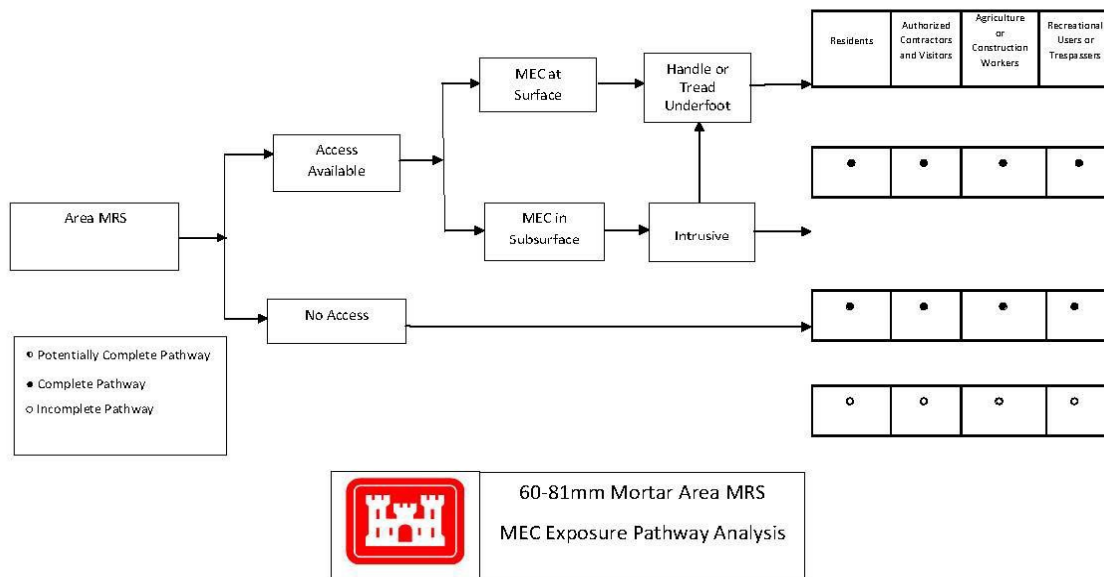 Residents
Authorized
Contractors
and Visitors
Agriculture
or
Construction
Workers
Recreational
Users or
Trespassers
MEC at
Surface
Handle or
Tread
Underfoot
Access
Available
Area MRS
MEC in
Subsurface
Intrusive
No Access
Potentially Complete Pathway
Complete Pathway
Incomplete Pathway
60-81mm Mortar Area MRS
MEC Exposure Pathway Analysis